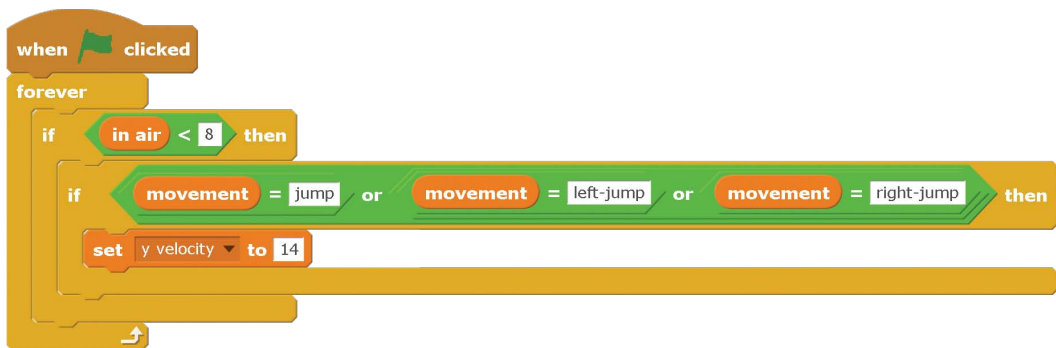 when clicked
forever
if in air < 8 then
if movement = jump or movement = left-jump or movement = right-jump then
set y velocity to 14